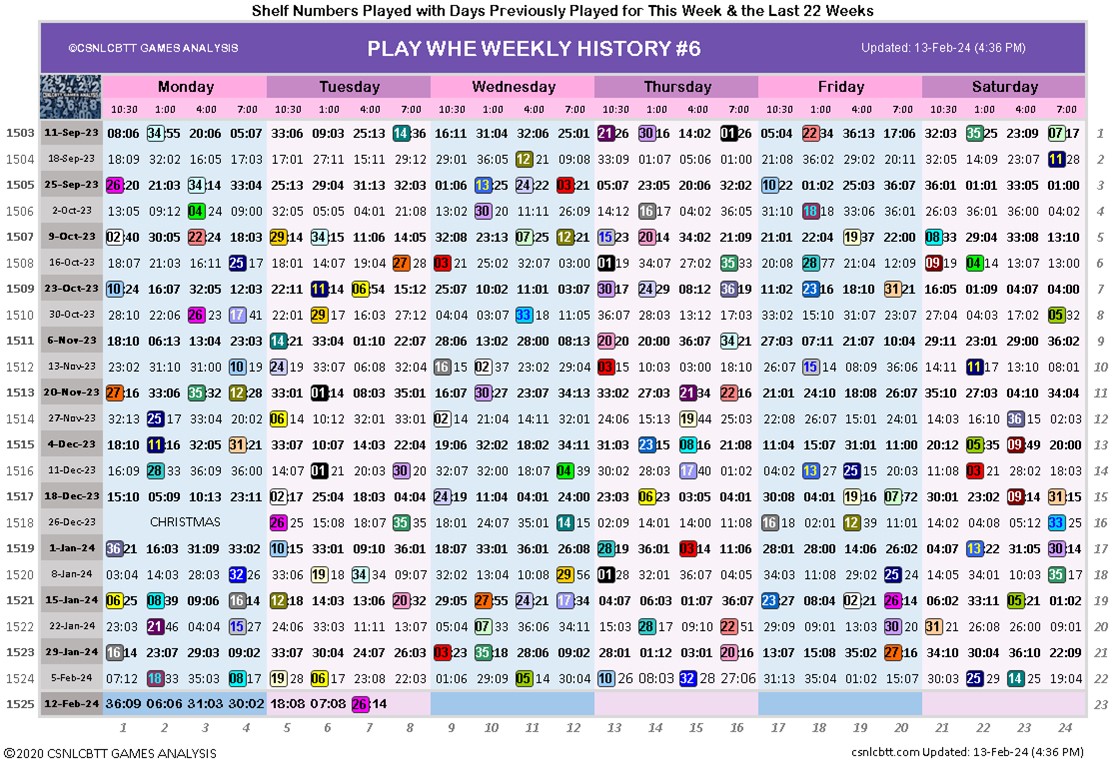 Shelf Numbers Played with Days Previously Played for This Week & the Last 22 Weeks
©CSNLCBTT GAMES ANALYSIS PLAY WHE WEEKLY HISTORY #6 Updated: 13-Feb-24 (4:36 PM)
CSNLCBTT GAMES ANALYSIS Monday Tuesday Wednesday Thursday Friday Saturday
10:30 1:00 4:00 7:00 10:30 1:00 4:00 7:00 10:30 1:00 4:00 7:00 10:30 1:00 4:00 7:00 10:30 1:00 4:00 7:00 10:30 1:00 4:00 7:00
1503 11-Sep-23 08:06 34:55 20:06 05:07 33:06 09:03 25:13 14:36 16:11 31:04 32:06 25:01 21:26 30:16 14:02 01:26 05:04 22:34 36:13 17:06 32:03 35:25 23:09 07:17 1
1504 18-Sep-23 18:09 32:02 16:05 17:03 17:01 27:11 15:11 29:12 29:01 36:05 12:21 09:08 33:09 01:07 05:06 01:00 21:08 36:02 29:02 20:11 32:05 14:09 23:07 11:28 2
1505 25-Sep-23 26:20 21:03 34:14 33:04 25:13 29:04 31:13 32:03 01:06 13:25 24:22 03:21 05:07 23:05 20:06 32:02 10:22 01:02 25:03 34:07 36:01 01:01 33:05 01:00 3
1506 2-Oct-23 13:05 09:12 04:24 09:00 32:05 05:05 04:01 21:08 13:02 30:20 11:11 26:09 14:12 16:17 04:02 36:05 31:10 18:18 33:06 36:01 26:03 36:01 36:00 04:05 4
1507 9-Oct-23 02:40 30:05 22:24 18:03 29:14 34:15 11:06 14:05 32:08 23:13 07:25 12:21 15:23 20:14 34:02 21:09 21:01 22:04 19:37 22:00 08:33 29:04 33:08 13:10 5
1508 16-Oct-23 18:07 21:03 16:11 25:17 18:01 14:07 19:04 27:28 03:21 25:02 32:07 03:00 01:19 34:07 27:02 35:33 20:08 28:77 21:04 12:09 09:19 04:14 13:07 13:00 6
1509 23-Oct-23 10:24 16:07 32:05 12:03 22:11 11:14 06:54 15:12 25:07 10:02 11:01 03:07 30:17 24:29 08:12 36:19 11:08 23:16 18:10 31:21 16:05 01:09 04:07 04:00 7
1510 30-Oct-23 28:10 22:06 26:23 17:41 22:01 29:17 16:03 27:12 04:04 03:07 33:18 11:05 36:07 28:03 13:12 17:03 33:02 15:10 31:07 23:08 27:04 04:03 17:02 05:32 8
1511 6-Nov-23 18:10 06:13 13:04 23:03 14:21 33:04 01:10 22:07 28:06 13:02 28:00 08:13 20:20 20:00 36:07 34:21 27:03 07:11 21:07 10:04 29:11 23:01 29:00 36:02 9
1512 13-Nov-23 23:02 31:10 31:00 10:19 24:19 33:07 06:08 32:04 16:15 02:37 23:02 29:04 03:15 10:03 03:00 18:10 26:07 15:14 08:09 36:06 14:11 11:17 13:10 08:01 10
1513 20-Nov-23 27:16 33:06 35:32 12:28 33:01 01:14 08:03 35:01 16:07 30:27 23:07 34:10 33:02 27:03 21:34 22:16 21:01 24:10 18:08 26:07 35:10 27:03 10:07 34:04 11
1514 27-Nov-23 32:13 25:17 33:04 20:02 06:14 10:12 32:01 33:01 02:14 21:04 14:11 32:01 24:06 15:13 19:44 25:03 22:08 26:07 15:01 24:01 14:03 16:10 36:15 02:03 12
1515 4-Dec-23 18:10 11:16 32:05 31:21 33:07 10:07 14:03 22:04 19:06 32:02 18:02 34:11 31:03 23:15 08:16 21:08 11:04 15:07 13:01 11:00 20:12 05:35 09:49 20:00 13
1516 11-Dec-23 16:09 28:33 36:09 36:00 14:07 01:21 20:03 30:20 32:07 32:00 18:07 04:39 30:02 28:03 17:40 01:02 04:02 13:27 25:15 20:03 11:08 03:21 28:02 18:03 14
1517 18-Dec-23 15:10 05:09 10:13 23:11 02:17 25:04 18:03 04:04 24:19 11:04 04:01 24:00 23:03 06:23 03:05 04:01 30:08 04:01 19:16 07:72 30:01 23:02 09:14 31:15 15
1518 26-Dec-23 CHRISTMAS 26:25 15:08 18:07 35:35 18:01 24:07 35:01 14:15 02:09 14:01 14:00 11:08 16:18 02:01 12:39 11:01 14:02 04:08 05:12 33:25 16
1519 1-Jan-24 36:21 16:03 31:09 33:02 10:15 33:01 09:10 36:01 18:07 33:01 36:01 26:08 28:19 36:01 03:14 11:06 28:01 28:00 14:06 26:02 04:07 13:22 31:05 30:14 17
1520 8-Jan-24 03:04 14:03 28:03 32:26 33:06 19:18 34:34 09:07 32:02 13:04 10:08 29:56 01:28 32:01 36:07 04:05 34:03 11:08 29:02 25:24 14:05 34:01 10:03 35:18 18
1521 15-Jan-24 06:25 08:39 09:06 16:14 12:18 14:03 13:06 20:32 29:05 27:55 24:21 17:34 04:07 06:03 01:07 36:07 23:27 08:04 02:21 26:14 06:02 33:11 05:21 01:02 19
1522 22-Jan-24 23:03 21:46 04:04 15:27 24:06 33:03 11:11 13:07 05:04 07:33 36:06 34:11 15:03 28:17 09:10 22:51 29:09 09:01 13:03 30:20 31:21 26:08 26:00 09:01 20
1523 29-Jan-24 16:14 23:07 29:03 09:02 33:07 30:04 24:07 26:03 03:23 35:18 28:06 09:02 28:01 01:12 03:01 20:16 13:07 15:08 35:02 27:16 34:10 30:04 36:10 22:09 21
1524 5-Feb-24 07:12 18:33 35:03 08:17 19:28 06:17 23:08 22:03 01:06 29:09 05:14 30:04 10:26 08:03 32:28 27:06 31:13 35:04 01:02 15:07 30:03 25:29 14:25 19:04 22
1525 12-Feb-24 36:09 06:06 31:03 30:02 18:08 07:08 26:14 23
1 2 3 4 5 6 7 8 9 10 11 12 13 14 15 16 17 18 19 20 21 22 23 24
©2020 CSNLCBTT GAMES ANALYSIS csnlcbtt.com Updated: 13-Feb-24 (4:36 PM)